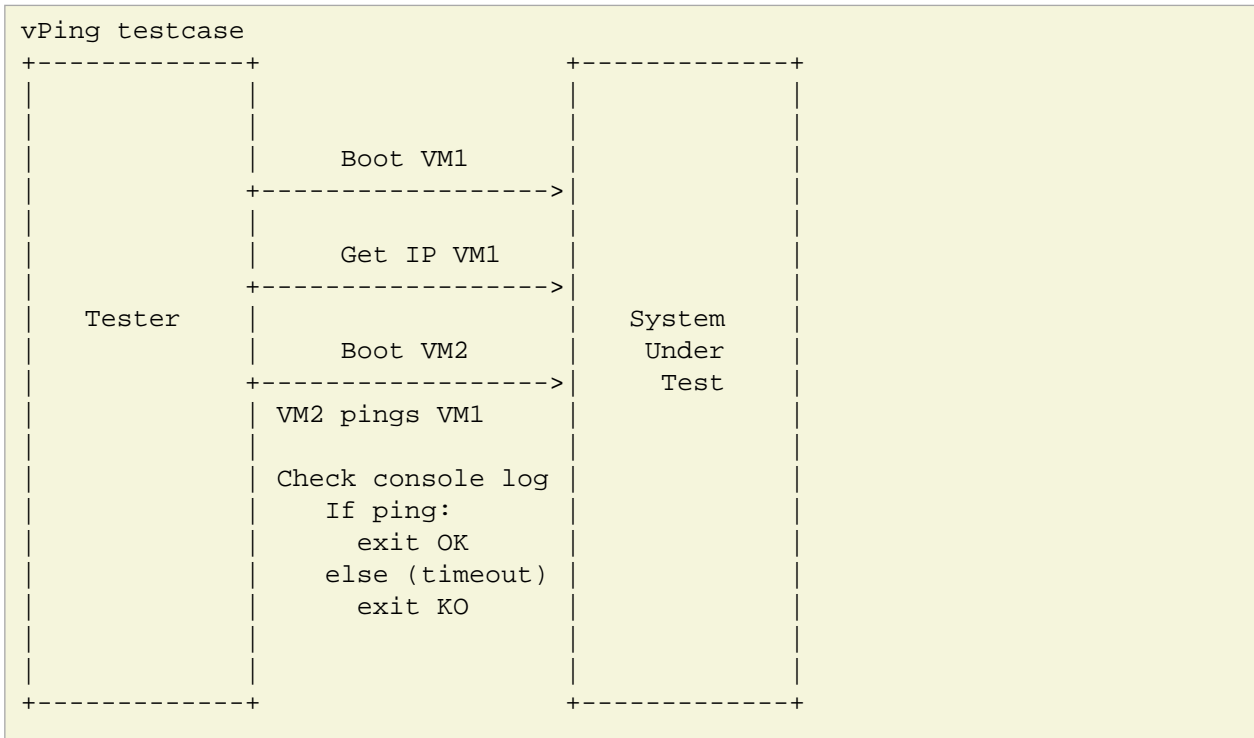 vPing testcase
+-------------+                   +-------------+
|             |                   |             |
|             |                   |             |
|             |     Boot VM1      |             |
|             +------------------>|             |
|             |                   |             |
|             |     Get IP VM1    |             |
|             +------------------>|             |
|   Tester    |                   |   System    |
|             |     Boot VM2      |    Under    |
|             +------------------>|     Test    |
|             | VM2 pings VM1     |             |
|             |                   |             |
|             | Check console log |             |
|             |    If ping:       |             |
|             |      exit OK      |             |
|             |    else (timeout) |             |
|             |      exit KO      |             |
|             |                   |             |
|             |                   |             |
+-------------+                   +-------------+